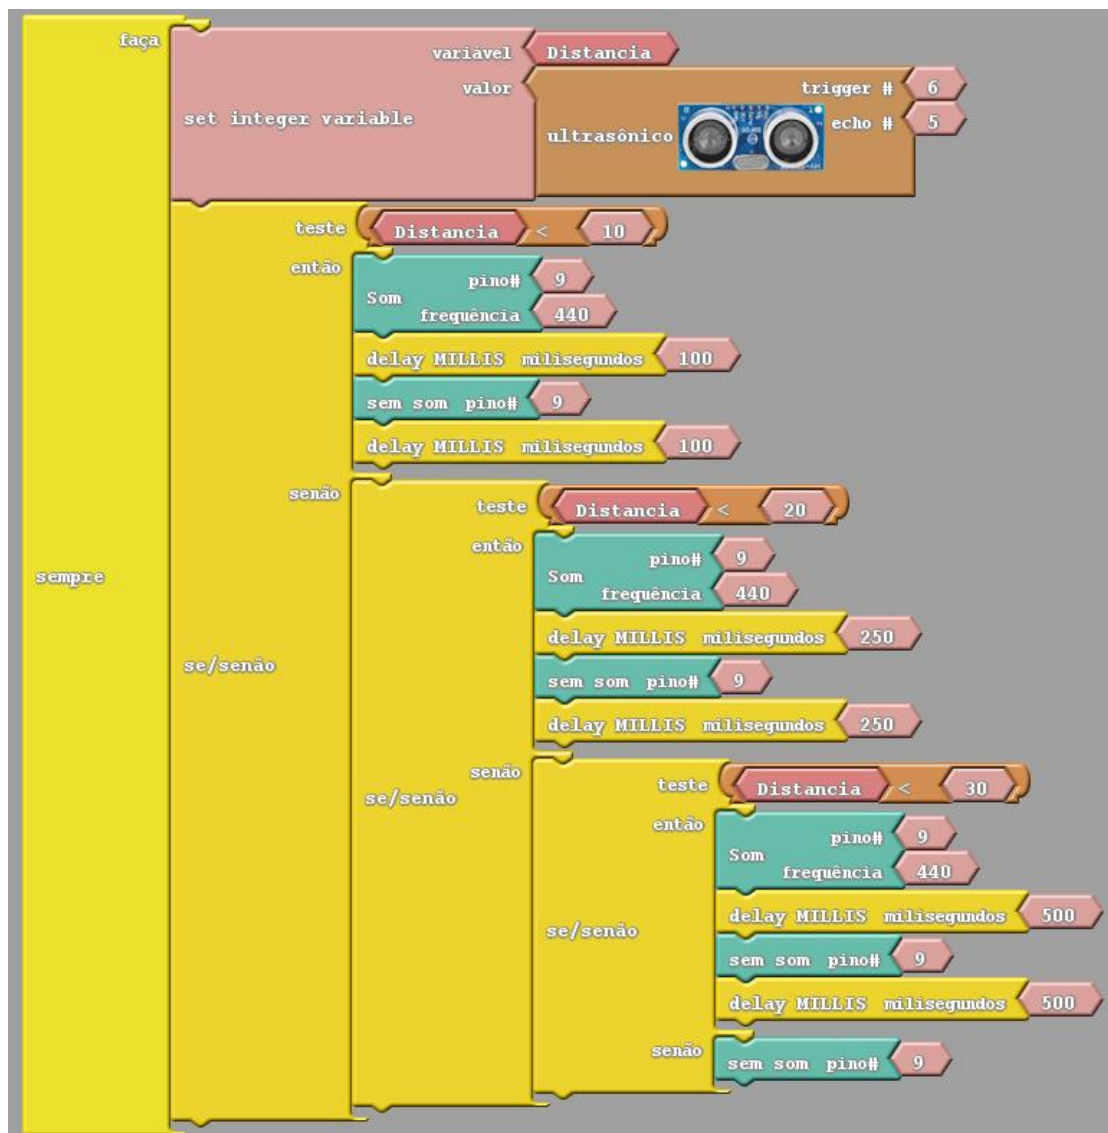 faça
variável Distancia
valor
trigger # 6
set integer variable
echo # 5
ultrasônico
teste Distancia < 10
então
pino# 9
Som
frequência 440
delay MILLIS milisegundos 100
sem som pino# 9
delay MILLIS milisegundos 100
senão
teste Distancia < 20
então
pino# 9
sempre
Som
frequência 440
delay MILLIS milisegundos 250
se/senão
sem som pino# 9
delay MILLIS milisegundos 250
senão
teste Distancia < 30
se/senão
então
pino# 9
Som
frequência 440
delay MILLIS milisegundos 500
se/senão
sem som pino# 9
delay MILLIS milisegundos 500
senão
sem som pino# 9